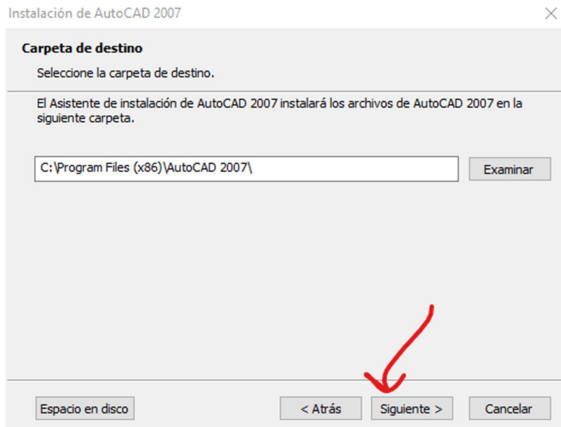 Instalación de AutoCAD 2007
Carpeta de destino
Seleccione la carpeta de destino.
El Asistente de instalación de AutoCAD 2007 instalará los archivos de AutoCAD 2007 en la
siguiente carpeta.
C:\Program Files (x86)\AutoCAD 2007\
Examinar
Espacio en disco
< Atrás
Siguiente >
Cancelar